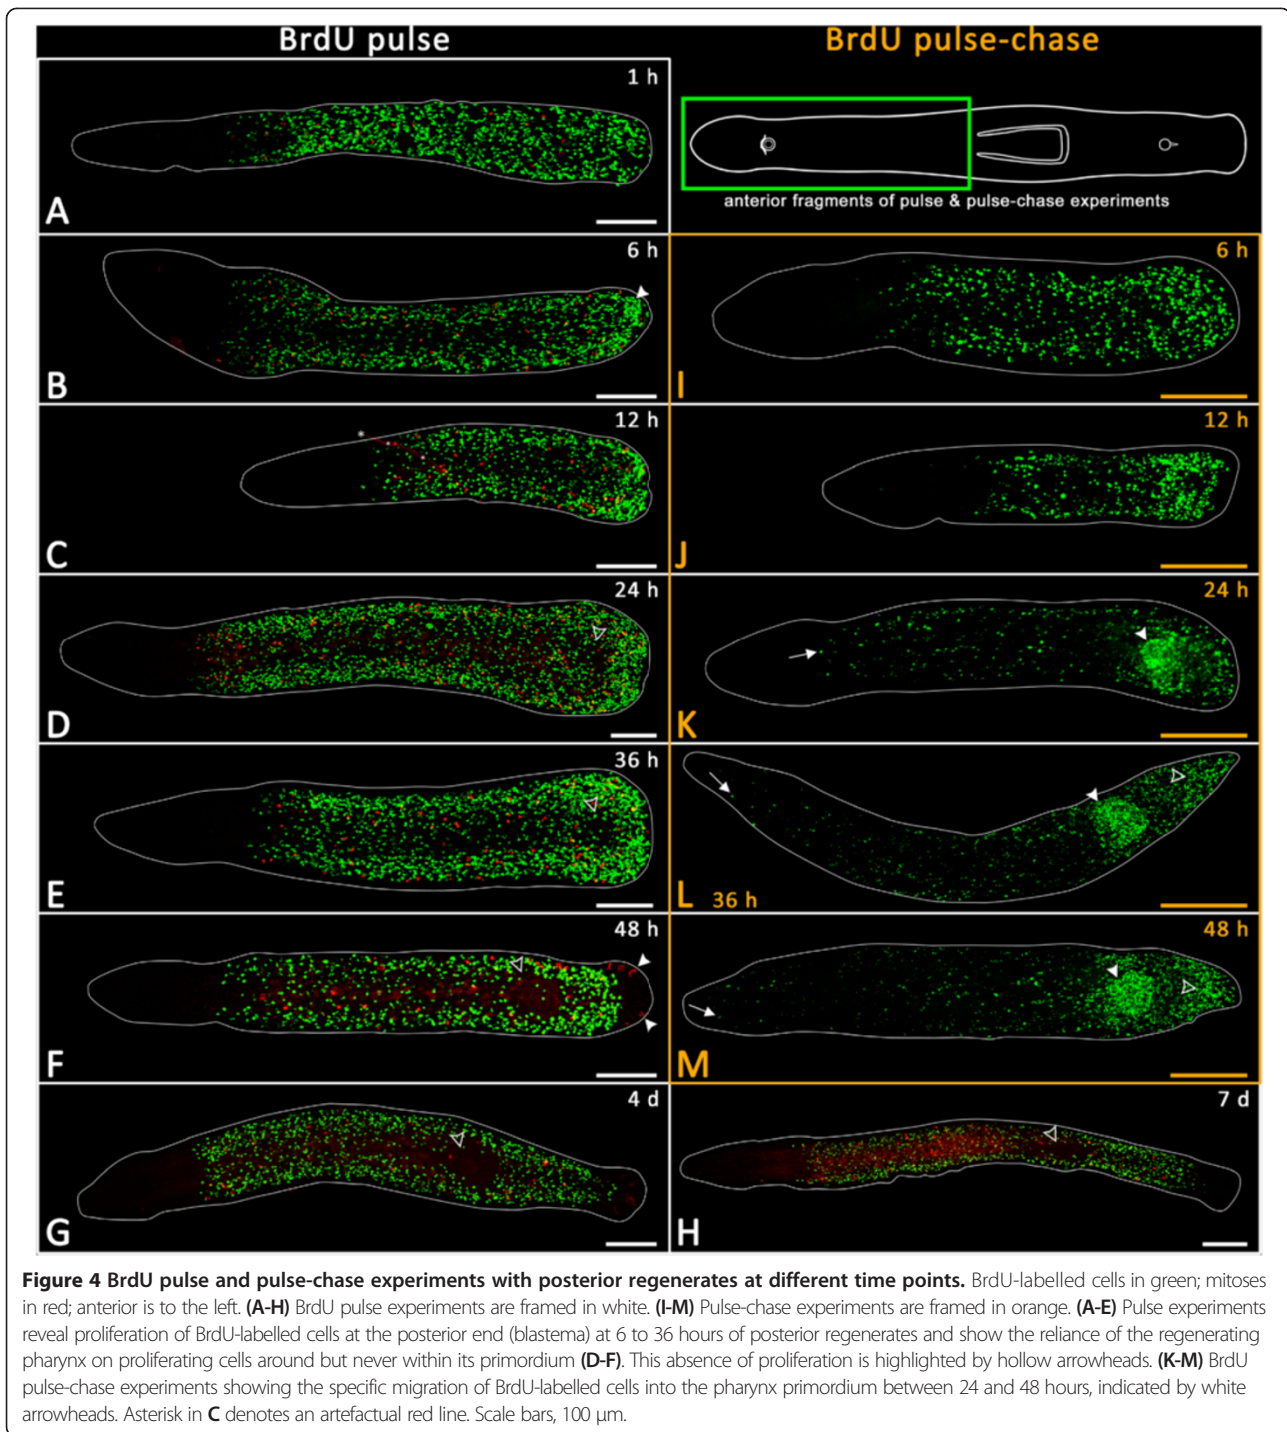 BrdU pulse
BrdU pulse-chase
1 h
A
anterior fragments of pulse & pulse-chase experiments
6 h
B
6 h
I
12 h
*
C
12 h
J
24 h
D
24 h
K
36 h
E
L
36 h
48 h
F
48 h
M
4 d
G
7 d
H
Figure 4 BrdU pulse and pulse-chase experiments with posterior regenerates at different time points. BrdU-labelled cells in green; mitoses
in red; anterior is to the left. (A-H) BrdU pulse experiments are framed in white. (I-M) Pulse-chase experiments are framed in orange. (A-E) Pulse experiments
reveal proliferation of BrdU-labelled cells at the posterior end (blastema) at 6 to 36 hours of posterior regenerates and show the reliance of the regenerating
pharynx on proliferating cells around but never within its primordium (D-F). This absence of proliferation is highlighted by hollow arrowheads. (K-M) BrdU
pulse-chase experiments showing the specific migration of BrdU-labelled cells into the pharynx primordium between 24 and 48 hours, indicated by white
arrowheads. Asterisk in C denotes an artefactual red line. Scale bars, 100 μm.